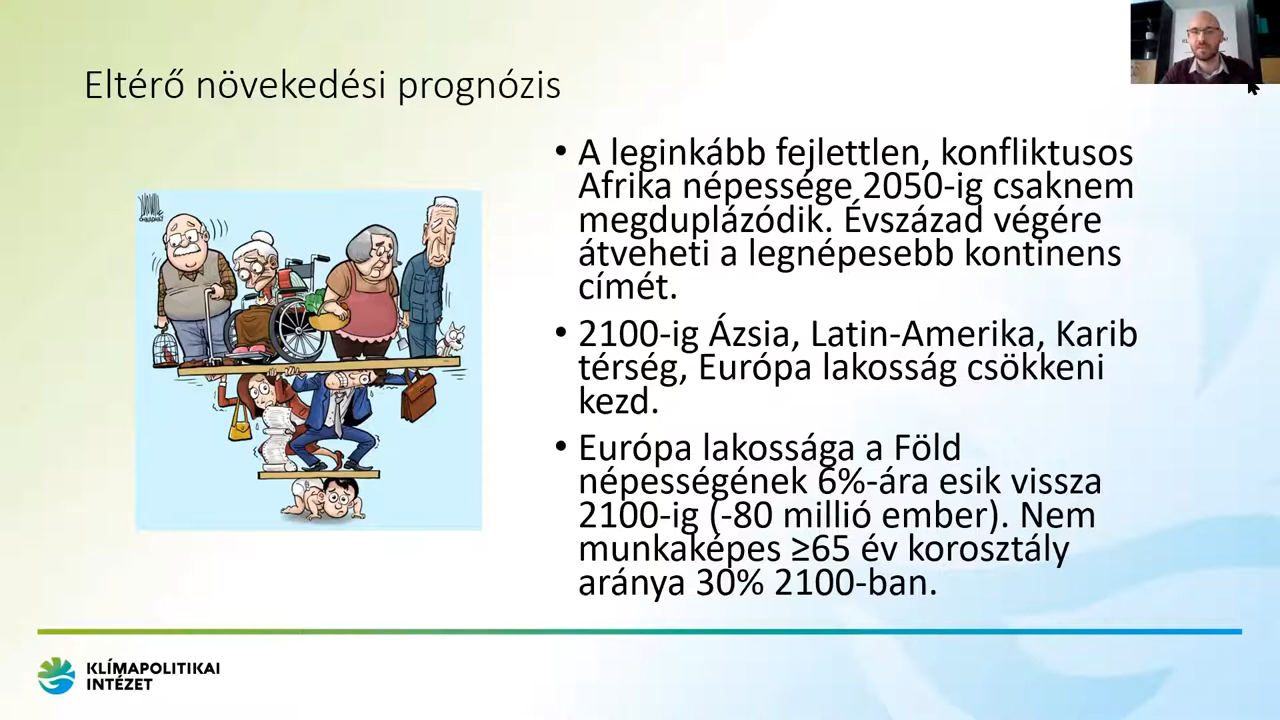 Eltérő növekedési prognózis
• A leginkább fejlettlen, konfliktusos
Afrika népessége 2050-ig csaknem
megduplázódik. Évszázad végére
átveheti a legnépesebb kontinens
címét.
• 2100-ig Ázsia, Latin-Amerika, Karib
térség, Európa lakosság csökkeni
kezd.
• Európa lakossága a Föld
népességének 6%-ára esik vissza
2100-ig (-80 millió ember). Nem
munkaképes ≥65 év korosztály
aránya 30% 2100-ban.
KLÍMAPOLITIKAI
INTÉZET